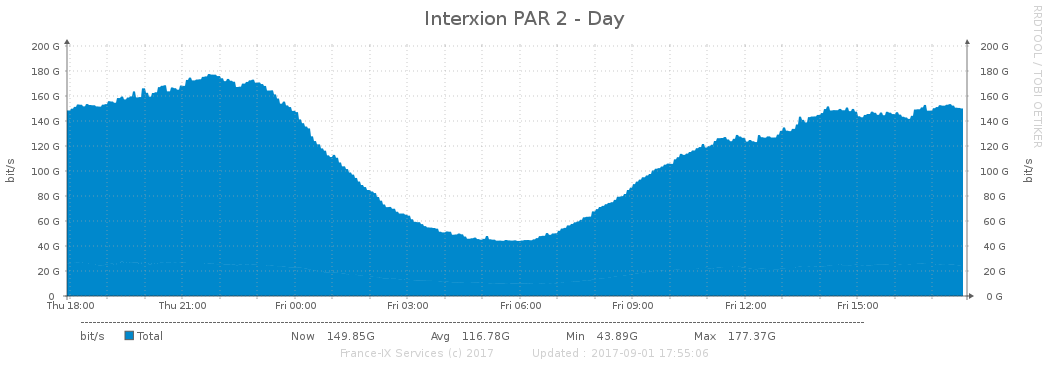 Interxion PAR 2 - Day
RRDTOOL / TOBI OETIKER
bit/s
200 G 200 G
180 G 180 G
160 G 160 G
140 G 140 G
120 G 120 G
100 G 100 G
80 G 80 G
60 G 60 G
40 G 40 G
20 G 20 G
0 0 G
bit/s
Thu 18:00 Thu 21:00 Fri 00:00 Fri 03:00 Fri 06:00 Fri 09:00 Fri 12:00 Fri 15:00
bit/s Total Now 149.85G Avg 116.78G Min 43.89G Max 177.37G
France-IX Services (c) 2017 Updated : 2017-09-01 17:55:06